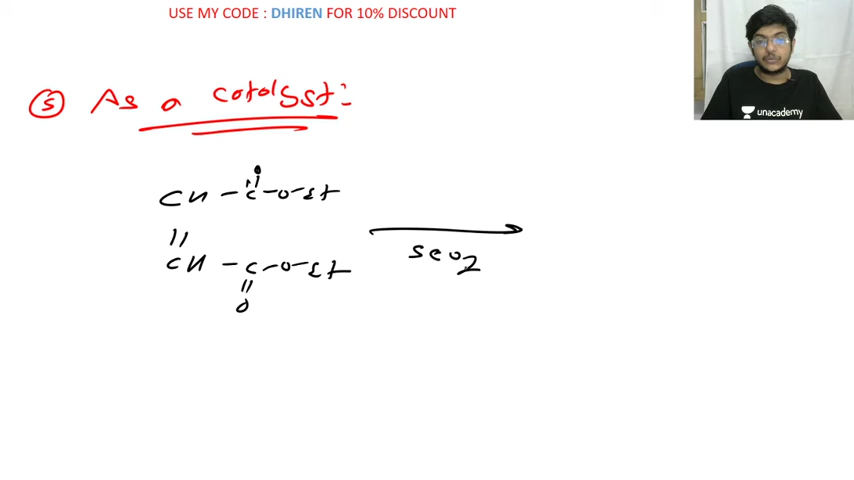 USE MY CODE : DHIREN FOR 10% DISCOUNT
unacademy
⑤ As a catalyst:
CH - C - O - Et
O
||
||
CH - C - O - Et
||
O
SeO2